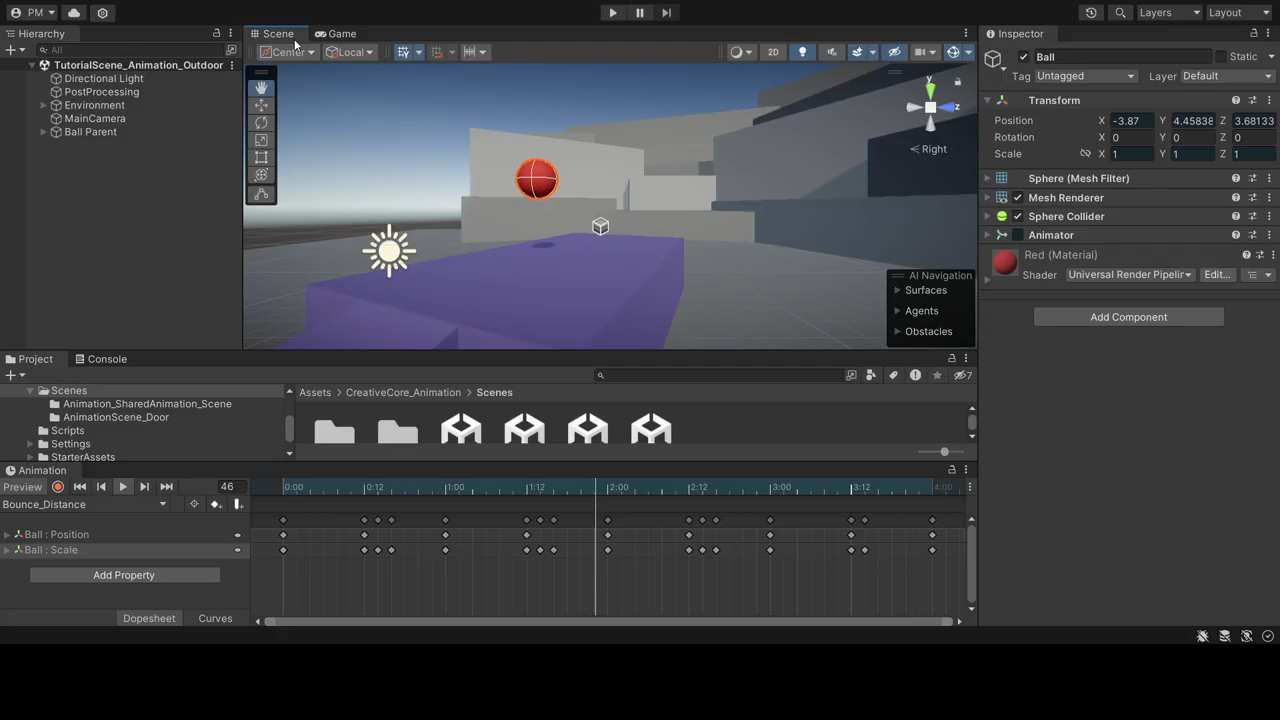 PM
Layers
Layout
Hierarchy
All
TutorialScene_Animation_Outdoor
Directional Light
PostProcessing
Environment
MainCamera
Ball Parent
Scene
Game
Center
Local
2D
y
z
Right
AI Navigation
Surfaces
Agents
Obstacles
Inspector
Ball
Static
Tag
Untagged
Layer
Default
Transform
Position
X
-3.87
Y
4.45838
Z
3.68133
Rotation
X
0
Y
0
Z
0
Scale
X
1
Y
1
Z
1
Sphere (Mesh Filter)
Mesh Renderer
Sphere Collider
Animator
Red (Material)
Shader
Universal Render Pipelin
Edit...
Add Component
Project
Console
7
Scenes
Animation_SharedAnimation_Scene
AnimationScene_Door
Scripts
Settings
StarterAssets
Assets
CreativeCore_Animation
Scenes
Animation
Preview
46
0:00
0:12
1:00
1:12
2:00
2:12
3:00
3:12
4:00
Bounce_Distance
Ball : Position
Ball : Scale
Add Property
Dopesheet
Curves